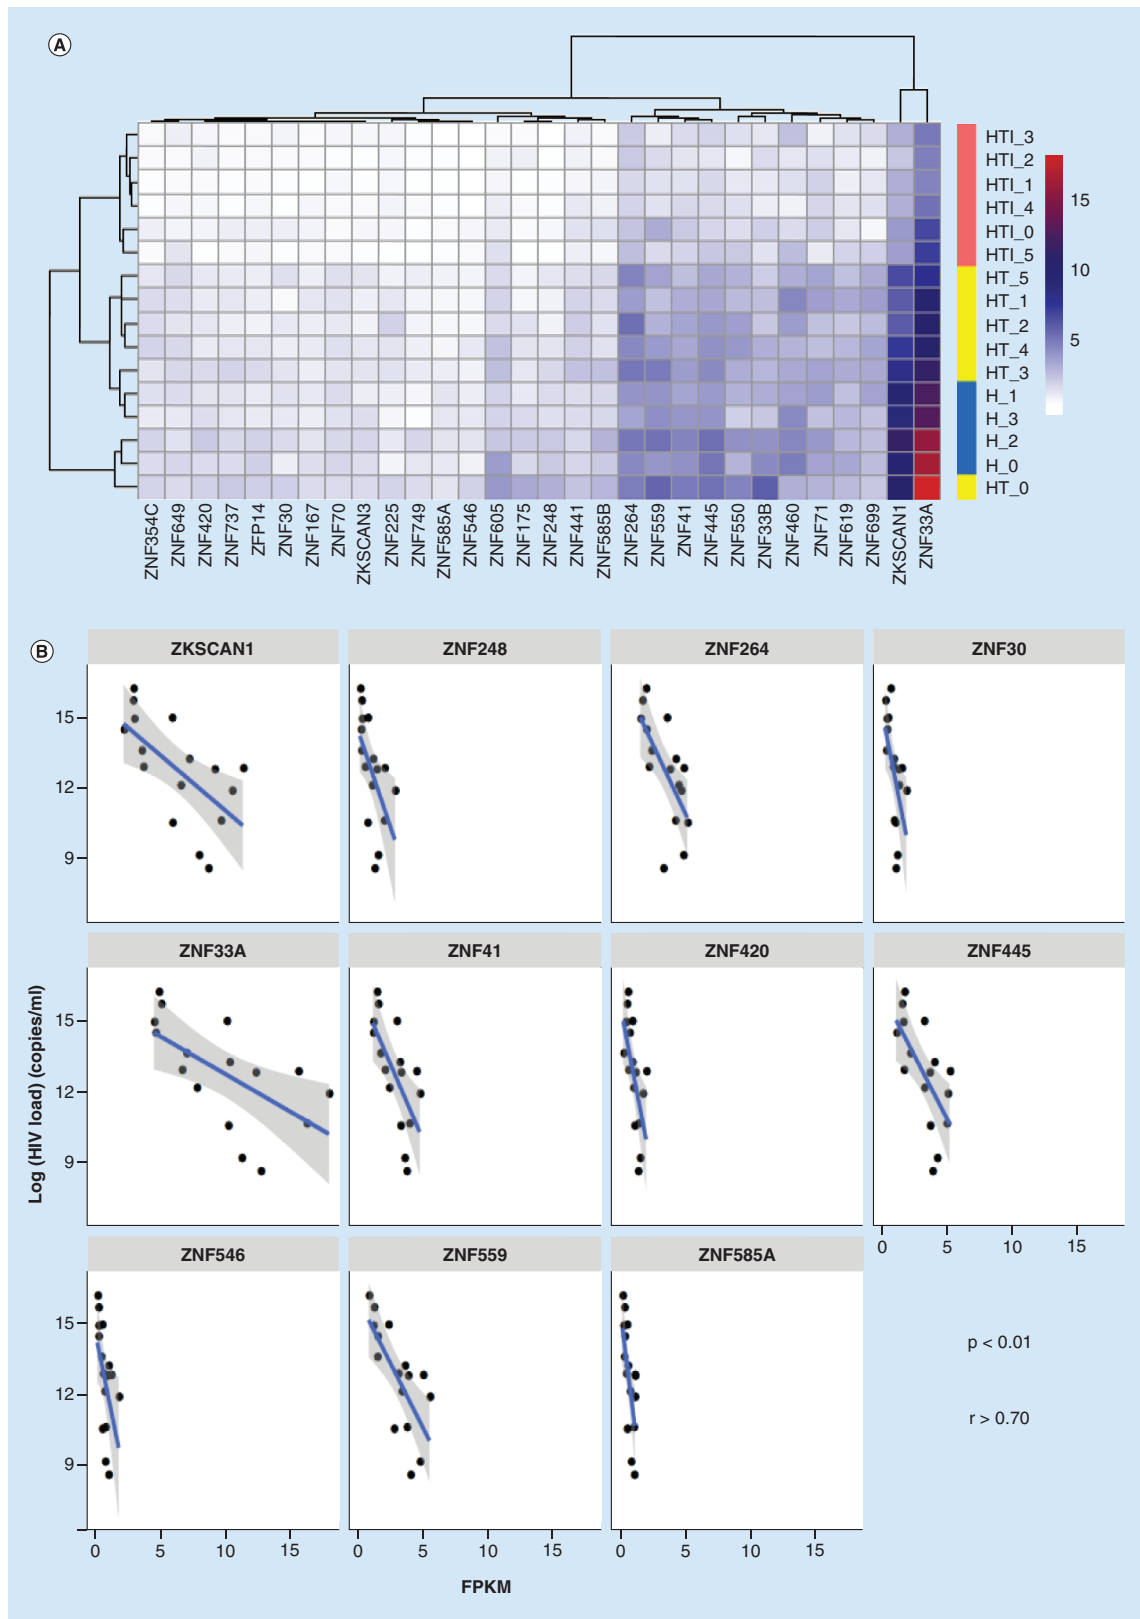 A
HTI_3
HTI_2
HTI_1
HTI_4
HTI_0
HTI_5
HT_5
HT_1
HT_2
HT_4
HT_3
H_1
H_3
H_2
H_0
HT_0
15
10
5
ZNF354C
ZNF649
ZNF420
ZNF737
ZFP14
ZNF30
ZNF167
ZNF70
ZKSCAN3
ZNF225
ZNF749
ZNF585A
ZNF546
ZNF605
ZNF175
ZNF248
ZNF441
ZNF585B
ZNF264
ZNF559
ZNF41
ZNF445
ZNF550
ZNF33B
ZNF460
ZNF71
ZNF619
ZNF699
ZKSCAN1
ZNF33A
B
ZKSCAN1 ZNF248 ZNF264 ZNF30
15
12
9
ZNF33A ZNF41 ZNF420 ZNF445
15
12
9
0 5 10 15
Log (HIV load) (copies/ml)
ZNF546 ZNF559 ZNF585A
15
12
9
p < 0.01
r > 0.70
0 5 10 15 0 5 10 15 0 5 10 15
FPKM